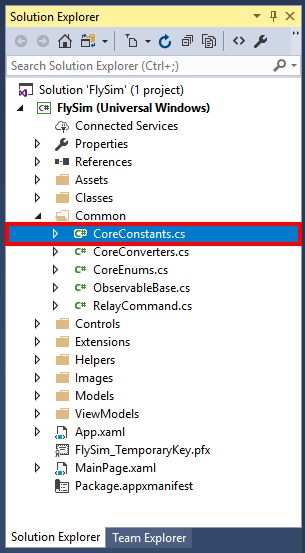 Solution Explorer
Search Solution Explorer (Ctrl+;)
Solution 'FlySim' (1 project)
C# FlySim (Universal Windows)
Connected Services
Properties
References
Assets
Classes
Common
C# CoreConstants.cs
C# CoreConverters.cs
C# CoreEnums.cs
C# ObservableBase.cs
C# RelayCommand.cs
Controls
Extensions
Helpers
Images
Models
ViewModels
App.xaml
FlySim_TemporaryKey.pfx
MainPage.xaml
Package.appxmanifest
Solution Explorer Team Explorer